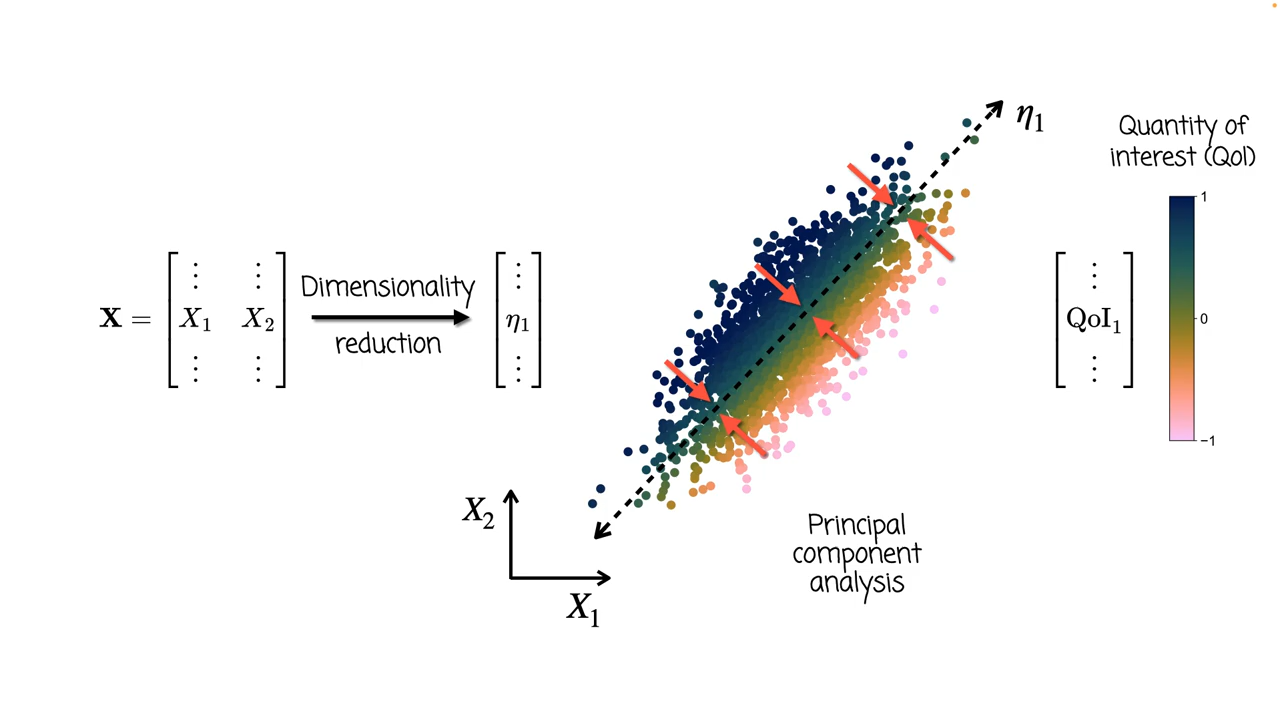 X = [⋮ ⋮
X₁ X₂
⋮ ⋮]
Dimensionality
reduction
[⋮
η₁
⋮]
η₁
X₂
X₁
Principal
component
analysis
[⋮
QoI₁
⋮]
Quantity of
interest (QoI)
1
0
−1